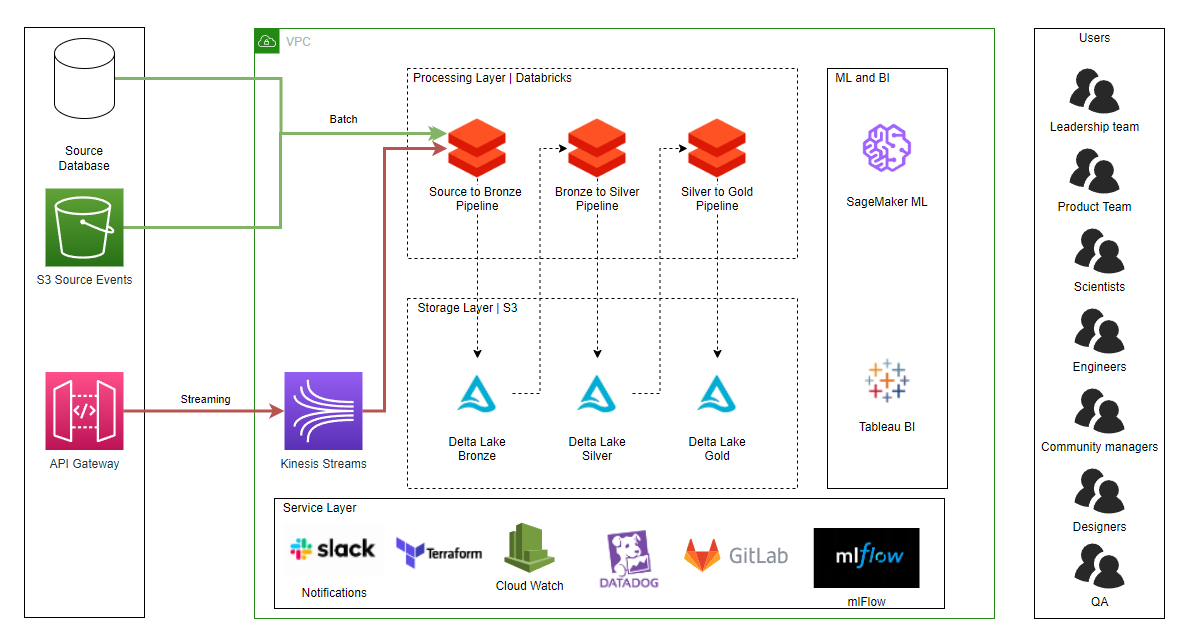 Source
Database
S3 Source Events
API Gateway
Batch
Streaming
VPC
Kinesis Streams
Processing Layer | Databricks
Source to Bronze
Pipeline
Bronze to Silver
Pipeline
Silver to Gold
Pipeline
Storage Layer | S3
Delta Lake
Bronze
Delta Lake
Silver
Delta Lake
Gold
ML and BI
SageMaker ML
Tableau BI
Service Layer
slack
Notifications
Terraform
Cloud Watch
DATADOG
GitLab
mlflow
mlFlow
Users
Leadership team
Product Team
Scientists
Engineers
Community managers
Designers
QA